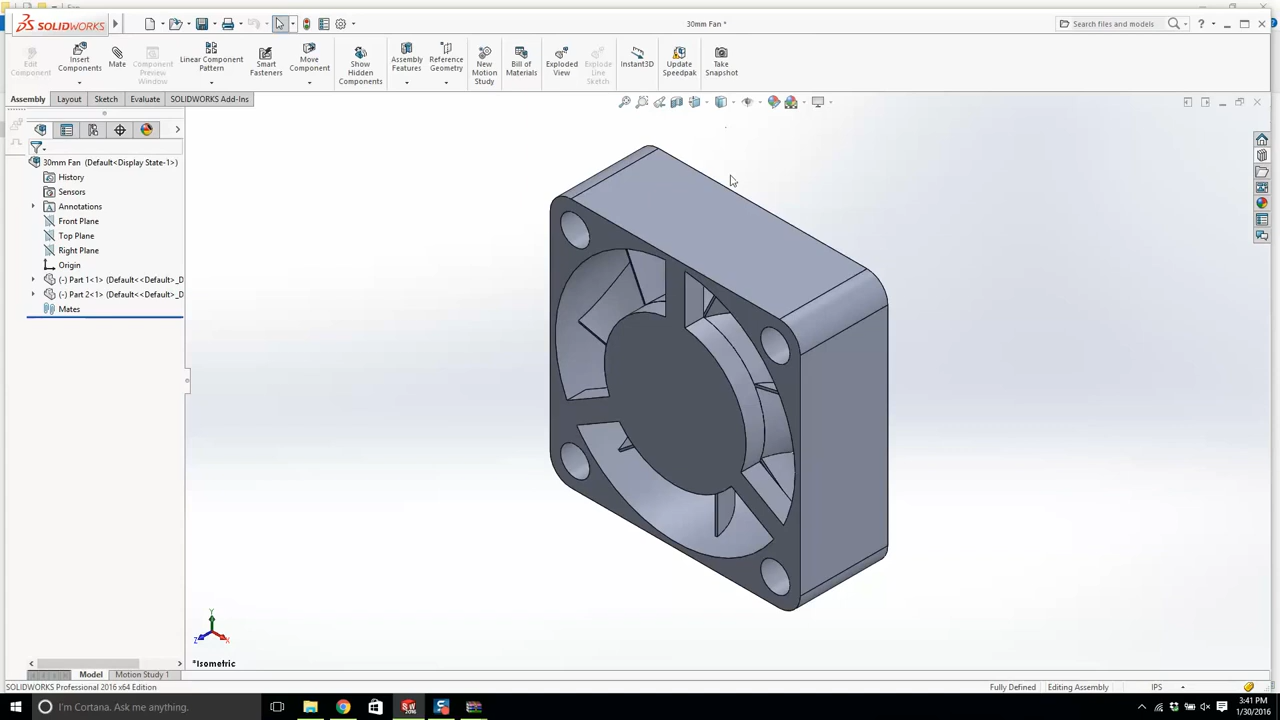 Fan
SOLIDWORKS
30mm Fan *
Search files and models
Edit Component
Insert Components
Mate
Component Preview Window
Linear Component Pattern
Smart Fasteners
Move Component
Show Hidden Components
Assembly Features
Reference Geometry
New Motion Study
Bill of Materials
Exploded View
Explode Line Sketch
Instant3D
Update Speedpak
Take Snapshot
Assembly Layout Sketch Evaluate SOLIDWORKS Add-Ins
30mm Fan (Default<Display State-1>)
History
Sensors
Annotations
Front Plane
Top Plane
Right Plane
Origin
(-) Part 1<1> (Default<<Default>_D
(-) Part 2<1> (Default<<Default>_D
Mates
Y
Z X
*Isometric
Model Motion Study 1
SOLIDWORKS Professional 2016 x64 Edition
Fully Defined Editing Assembly IPS
I'm Cortana. Ask me anything.
3:41 PM
1/30/2016